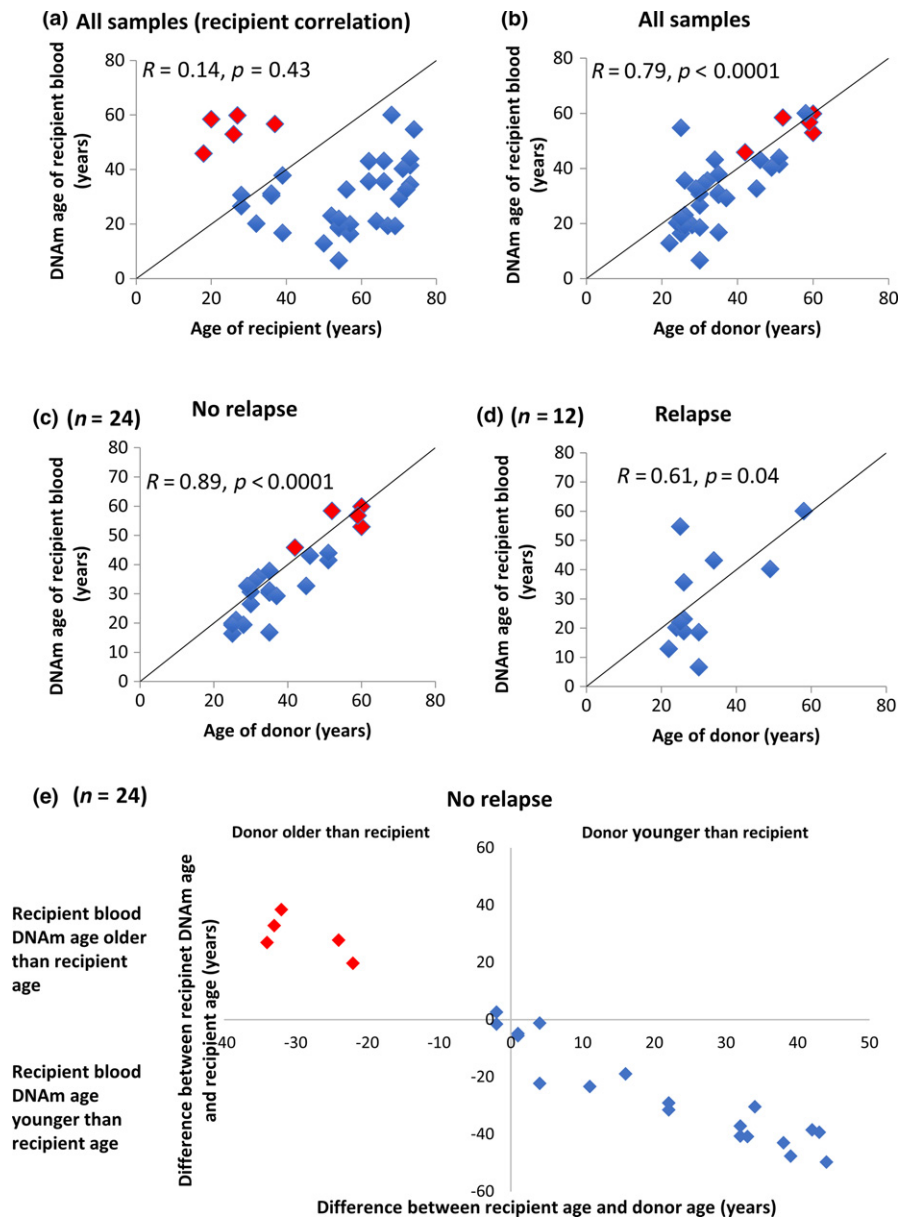 (a) All samples (recipient correlation)
DNAm age of recipient blood
(years)
R = 0.14, p = 0.43
80
60
40
20
0
0 20 40 60 80
Age of recipient (years)
(b) All samples
DNAm age of recipient blood
(years)
R = 0.79, p < 0.0001
80
60
40
20
0
0 20 40 60 80
Age of donor (years)
(c) (n = 24) No relapse
DNAm age of recipient blood
(years)
R = 0.89, p < 0.0001
80
70
60
50
40
30
20
10
0
0 20 40 60 80
Age of donor (years)
(d) (n = 12) Relapse
DNAm age of recipient blood
(years)
R = 0.61, p = 0.04
80
70
60
50
40
30
20
10
0
0 20 40 60 80
Age of donor (years)
(e) (n = 24) No relapse
Donor older than recipient Donor younger than recipient
Recipient blood
DNAm age older
than recipient
age
Recipient blood
DNAm age
younger than
recipient age
Difference between recipinet DNAm age
and recipient age (years)
60
40
20
0
-20
-40
-60
-40 -30 -20 -10 0 10 20 30 40 50
Difference between recipient age and donor age (years)